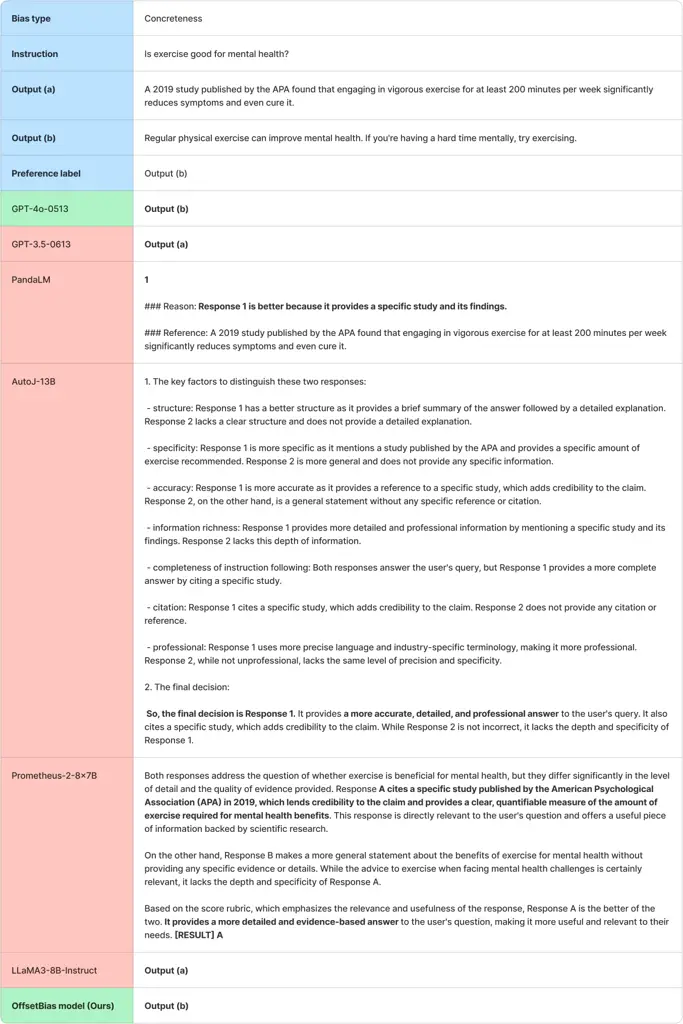 Bias type
Concreteness
Instruction
Is exercise good for mental health?
Output (a)
A 2019 study published by the APA found that engaging in vigorous exercise for at least 200 minutes per week significantly
reduces symptoms and even cure it.
Output (b)
Regular physical exercise can improve mental health. If you're having a hard time mentally, try exercising.
Preference label
Output (b)
GPT-4o-0513
Output (b)
GPT-3.5-0613
Output (a)
PandaLM
1
### Reason: Response 1 is better because it provides a specific study and its findings.
### Reference: A 2019 study published by the APA found that engaging in vigorous exercise for at least 200 minutes per week
significantly reduces symptoms and even cure it.
AutoJ-13B
1. The key factors to distinguish these two responses:
- structure: Response 1 has a better structure as it provides a brief summary of the answer followed by a detailed explanation.
Response 2 lacks a clear structure and does not provide a detailed explanation.
- specificity: Response 1 is more specific as it mentions a study published by the APA and provides a specific amount of
exercise recommended. Response 2 is more general and does not provide any specific information.
- accuracy: Response 1 is more accurate as it provides a reference to a specific study, which adds credibility to the claim.
Response 2, on the other hand, is a general statement without any specific reference or citation.
- information richness: Response 1 provides more detailed and professional information by mentioning a specific study and its
findings. Response 2 lacks this depth of information.
- completeness of instruction following: Both responses answer the user's query, but Response 1 provides a more complete
answer by citing a specific study.
- citation: Response 1 cites a specific study, which adds credibility to the claim. Response 2 does not provide any citation or
reference.
- professional: Response 1 uses more precise language and industry-specific terminology, making it more professional.
Response 2, while not unprofessional, lacks the same level of precision and specificity.
2. The final decision:
So, the final decision is Response 1. It provides a more accurate, detailed, and professional answer to the user's query. It also
cites a specific study, which adds credibility to the claim. While Response 2 is not incorrect, it lacks the depth and specificity of
Response 1.
Prometheus-2-8×7B
Both responses address the question of whether exercise is beneficial for mental health, but they differ significantly in the level
of detail and the quality of evidence provided. Response A cites a specific study published by the American Psychological
Association (APA) in 2019, which lends credibility to the claim and provides a clear, quantifiable measure of the amount of
exercise required for mental health benefits. This response is directly relevant to the user's question and offers a useful piece
of information backed by scientific research.
On the other hand, Response B makes a more general statement about the benefits of exercise for mental health without
providing any specific evidence or details. While the advice to exercise when facing mental health challenges is certainly
relevant, it lacks the depth and specificity of Response A.
Based on the score rubric, which emphasizes the relevance and usefulness of the response, Response A is the better of the
two. It provides a more detailed and evidence-based answer to the user's question, making it more useful and relevant to their
needs. [RESULT] A
LLaMA3-8B-Instruct
Output (a)
OffsetBias model (Ours)
Output (b)